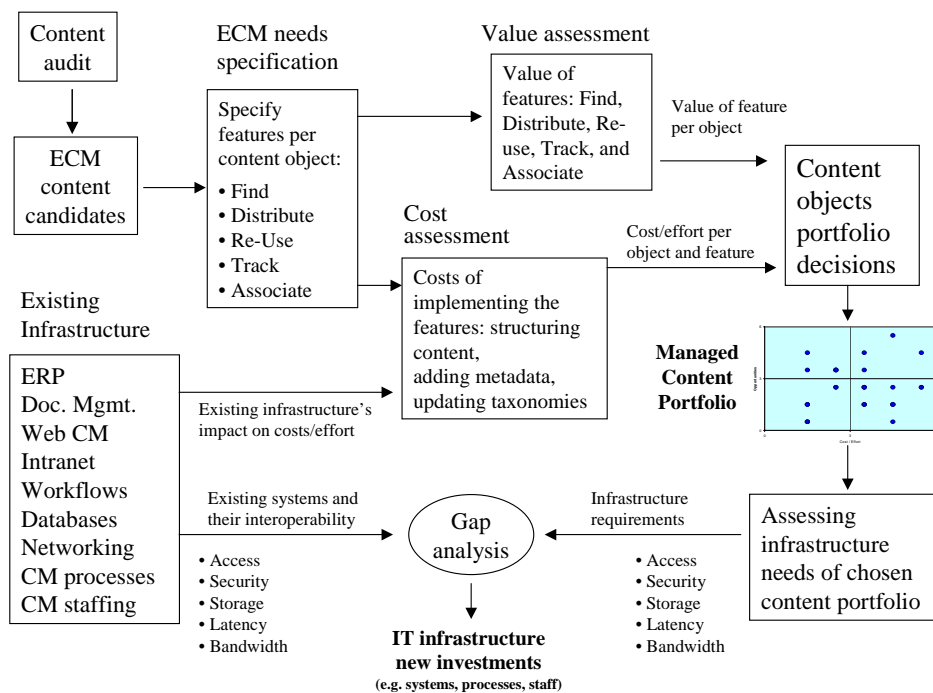 Content
audit
ECM
content
candidates
ECM needs
specification
Specify
features per
content object:
• Find
• Distribute
• Re-Use
• Track
• Associate
Value assessment
Value of
features: Find,
Distribute, Re-
use, Track, and
Associate
Value of feature
per object
Cost
assessment
Costs of
implementing the
features: structuring
content,
adding metadata,
updating taxonomies
Cost/effort per
object and feature
Content
objects
portfolio
decisions
Existing
Infrastructure
ERP
Doc. Mgmt.
Web CM
Intranet
Workflows
Databases
Networking
CM processes
CM staffing
Existing infrastructure's
impact on costs/effort
Managed
Content
Portfolio
Cost / Effort
Existing systems and
their interoperability
• Access
• Security
• Storage
• Latency
• Bandwidth
Gap
analysis
Infrastructure
requirements
• Access
• Security
• Storage
• Latency
• Bandwidth
Assessing
infrastructure
needs of chosen
content portfolio
IT infrastructure
new investments
(e.g. systems, processes, staff)